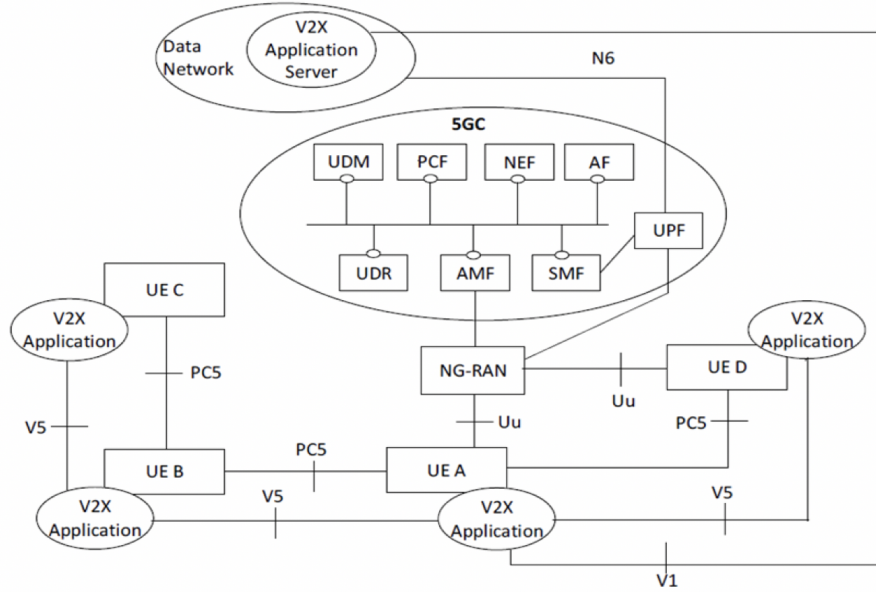 V2X
Application
Server
Data
Network
N6
5GC
UDM
PCF
NEF
AF
UPF
UDR
AMF
SMF
UE C
V2X
Application
V2X
Application
NG-RAN
UE D
PC5
Uu
Uu
PC5
V5
PC5
UE B
UE A
V5
V5
V2X
Application
V2X
Application
V1